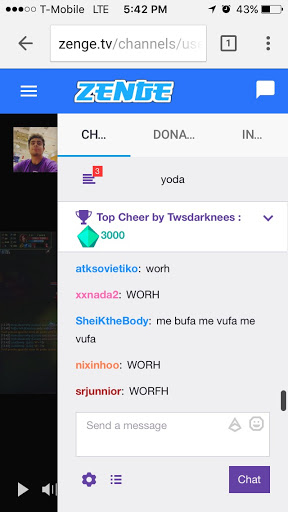 T-Mobile LTE 5:42 PM 43%
zenge.tv/channels/us
1
ZENGE
CH... DONA... IN...
3
yoda
Top Cheer by Twsdarknees :
3000
atksovietiko: worh
xxnada2: WORH
SheiKtheBody: me bufa me vufa me
vufa
nixinhoo: WORH
srjunnior: WORFH
Send a message
Chat